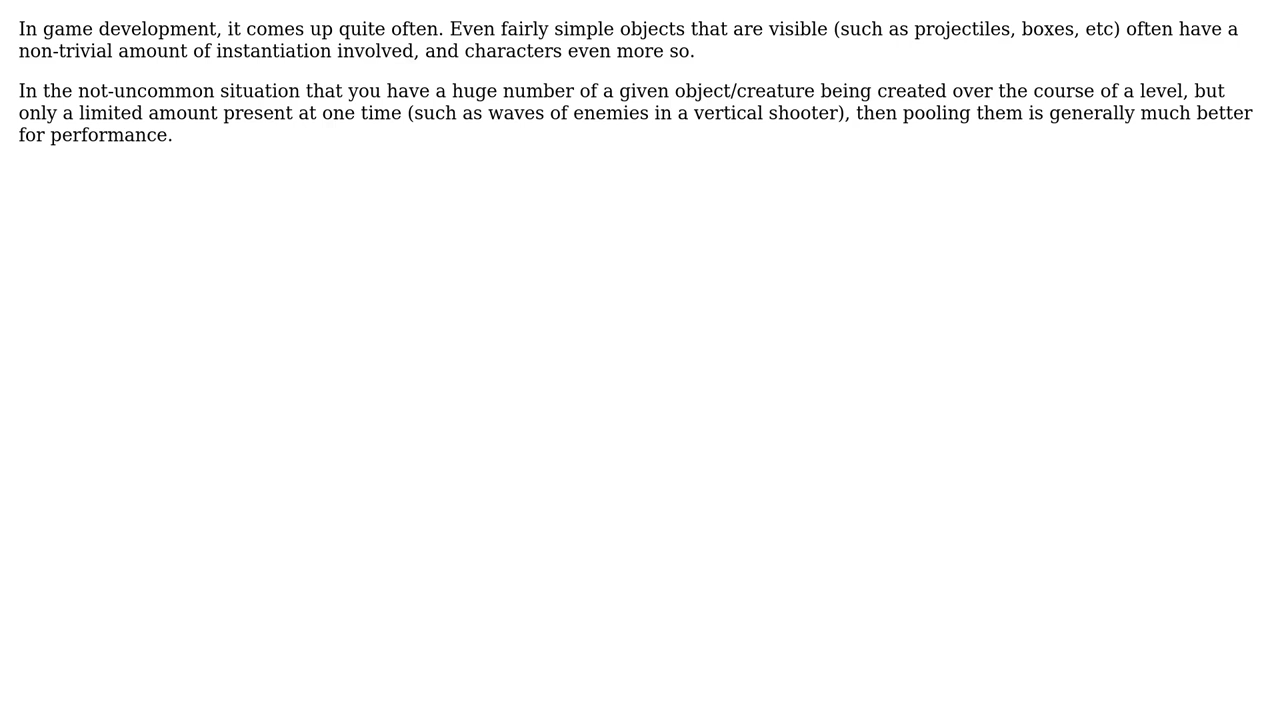 In game development, it comes up quite often. Even fairly simple objects that are visible (such as projectiles, boxes, etc) often have a
non-trivial amount of instantiation involved, and characters even more so.
In the not-uncommon situation that you have a huge number of a given object/creature being created over the course of a level, but
only a limited amount present at one time (such as waves of enemies in a vertical shooter), then pooling them is generally much better
for performance.